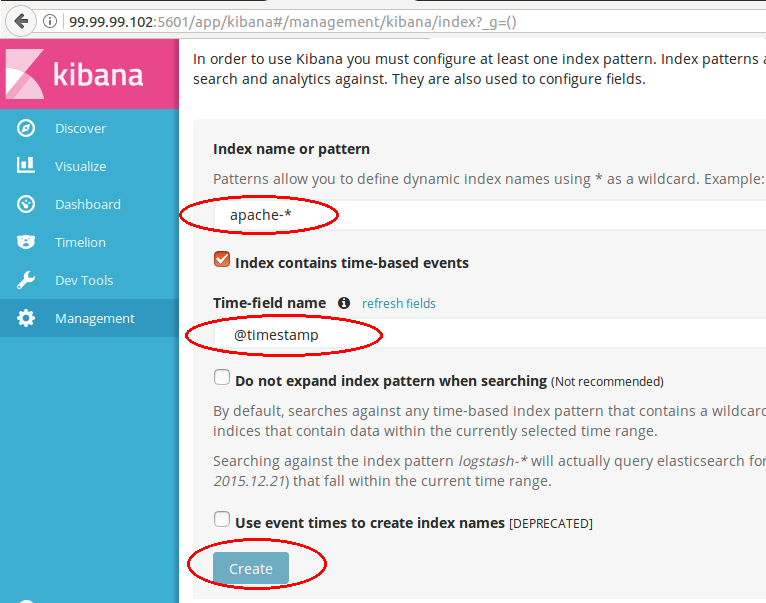 99.99.99.102:5601/app/kibana#/management/kibana/index?_g=()
kibana
Discover
Visualize
Dashboard
Timelion
Dev Tools
Management
In order to use Kibana you must configure at least one index pattern. Index patterns
search and analytics against. They are also used to configure fields.
Index name or pattern
Patterns allow you to define dynamic index names using * as a wildcard. Example:
apache-*
Index contains time-based events
Time-field name refresh fields
@timestamp
Do not expand index pattern when searching (Not recommended)
By default, searches against any time-based index pattern that contains a wildcard
indices that contain data within the currently selected time range.
Searching against the index pattern logstash-* will actually query elasticsearch for
2015.12.21) that fall within the current time range.
Use event times to create index names [DEPRECATED]
Create